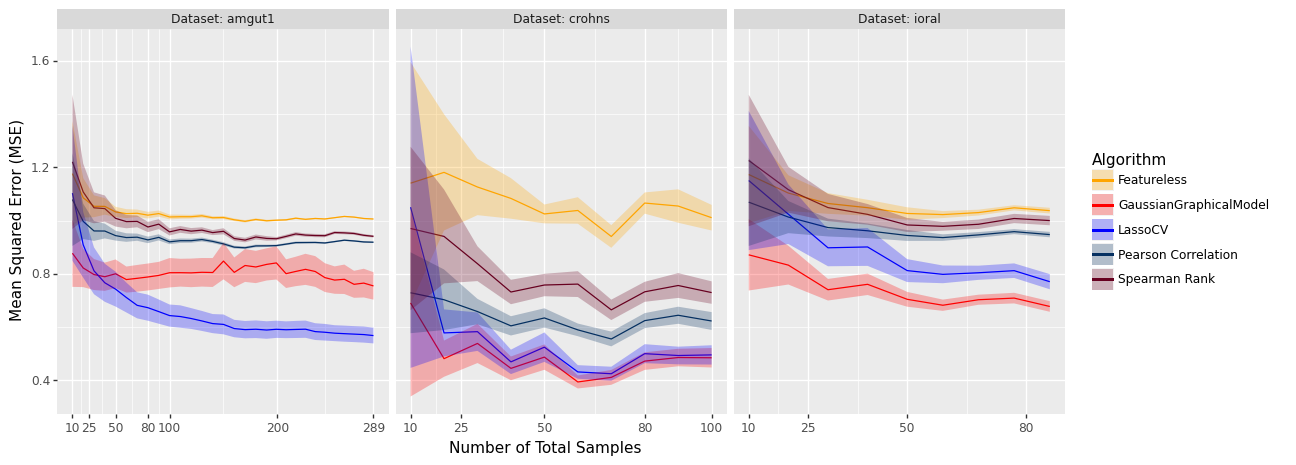 Dataset: amgut1
Dataset: crohns
Dataset: ioral
Mean Squared Error (MSE)
1.6
1.2
0.8
0.4
10 25 50 80 100 200 289
10 25 50 80 100
10 25 50 80
Number of Total Samples
Algorithm
Featureless
GaussianGraphicalModel
LassoCV
Pearson Correlation
Spearman Rank